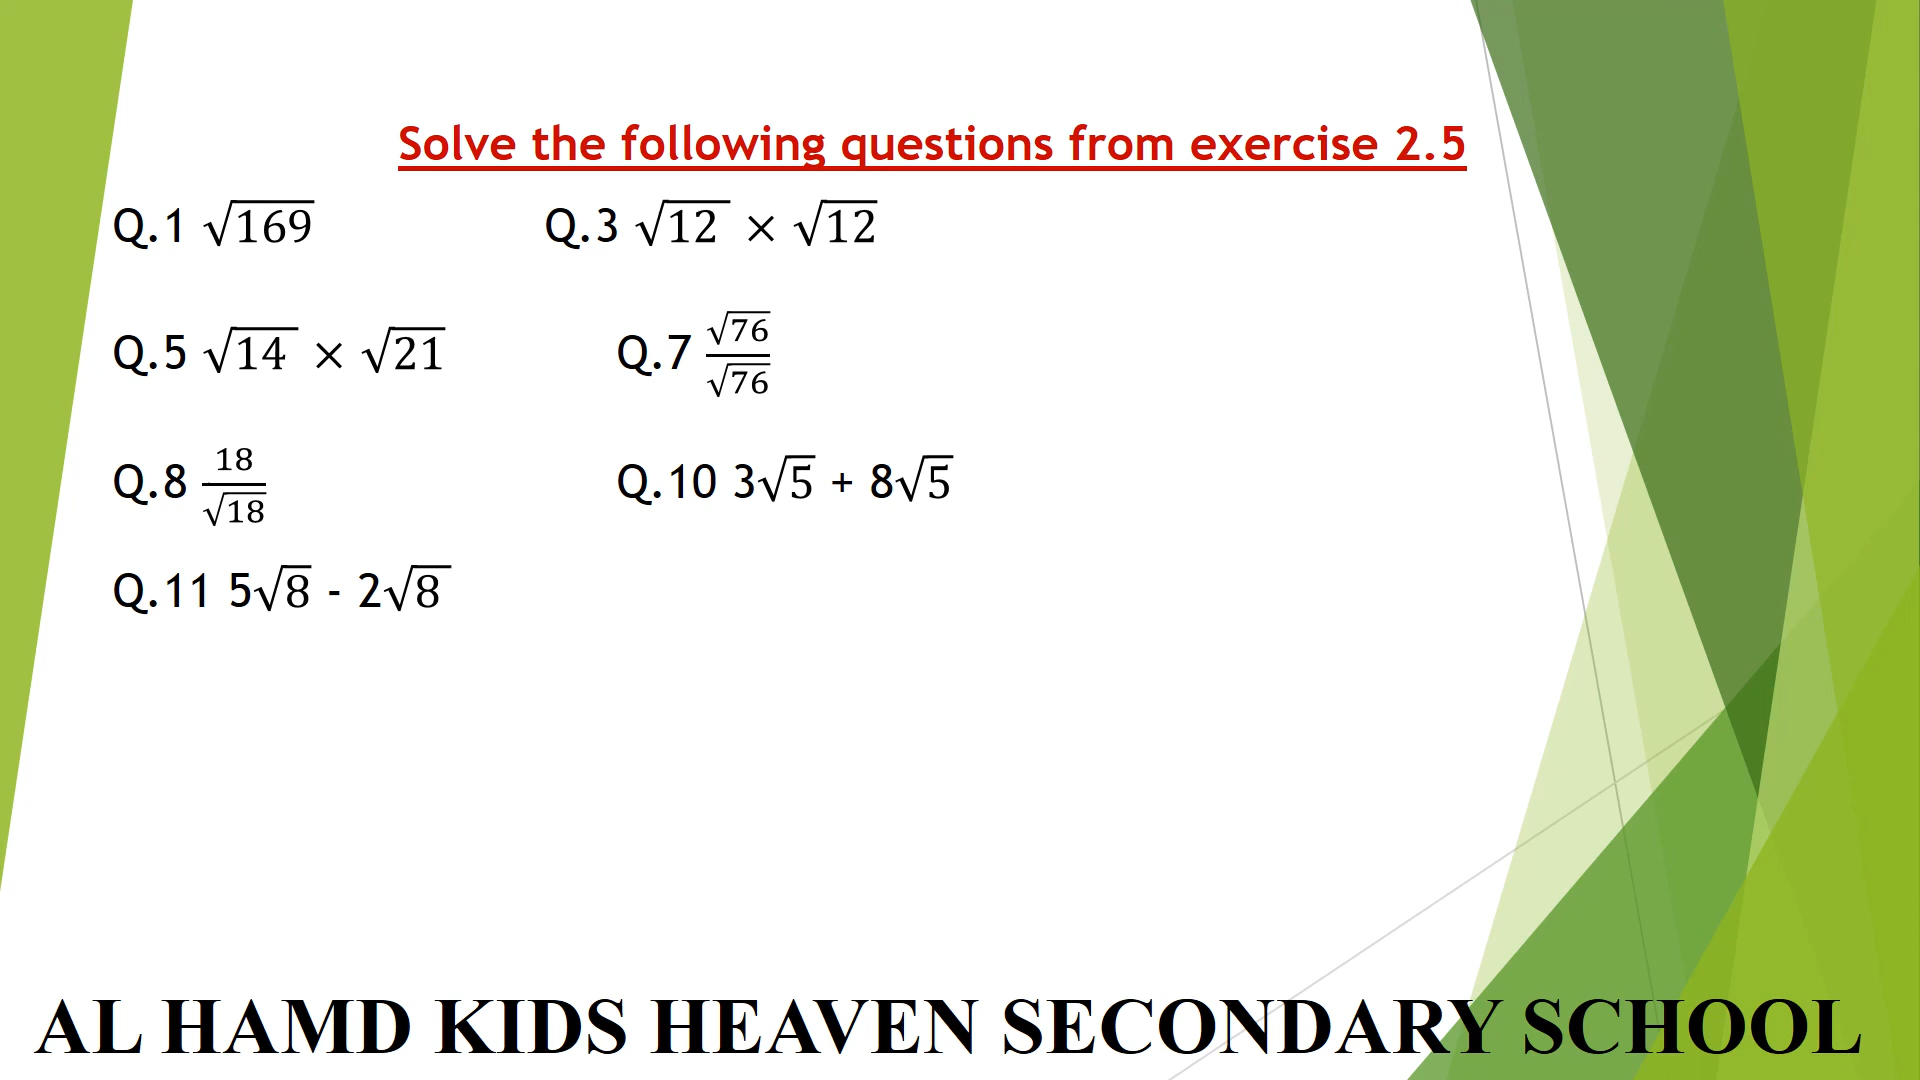 Solve the following questions from exercise 2.5
Q.1 √169 Q.3 √12 × √12
Q.5 √14 × √21 Q.7 √76/√76
Q.8 18/√18 Q.10 3√5 + 8√5
Q.11 5√8 - 2√8
AL HAMD KIDS HEAVEN SECONDARY SCHOOL